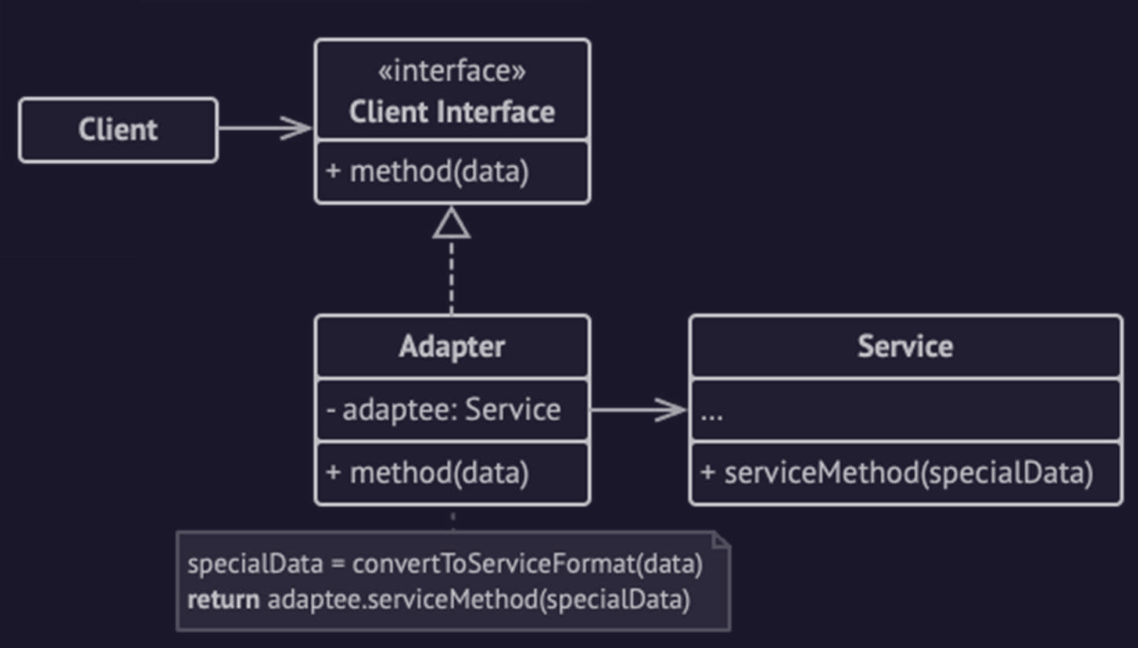 Client
«interface»
Client Interface
+ method(data)
Adapter
- adaptee: Service
+ method(data)
Service
...
+ serviceMethod(specialData)
specialData = convertToServiceFormat(data)
return adaptee.serviceMethod(specialData)